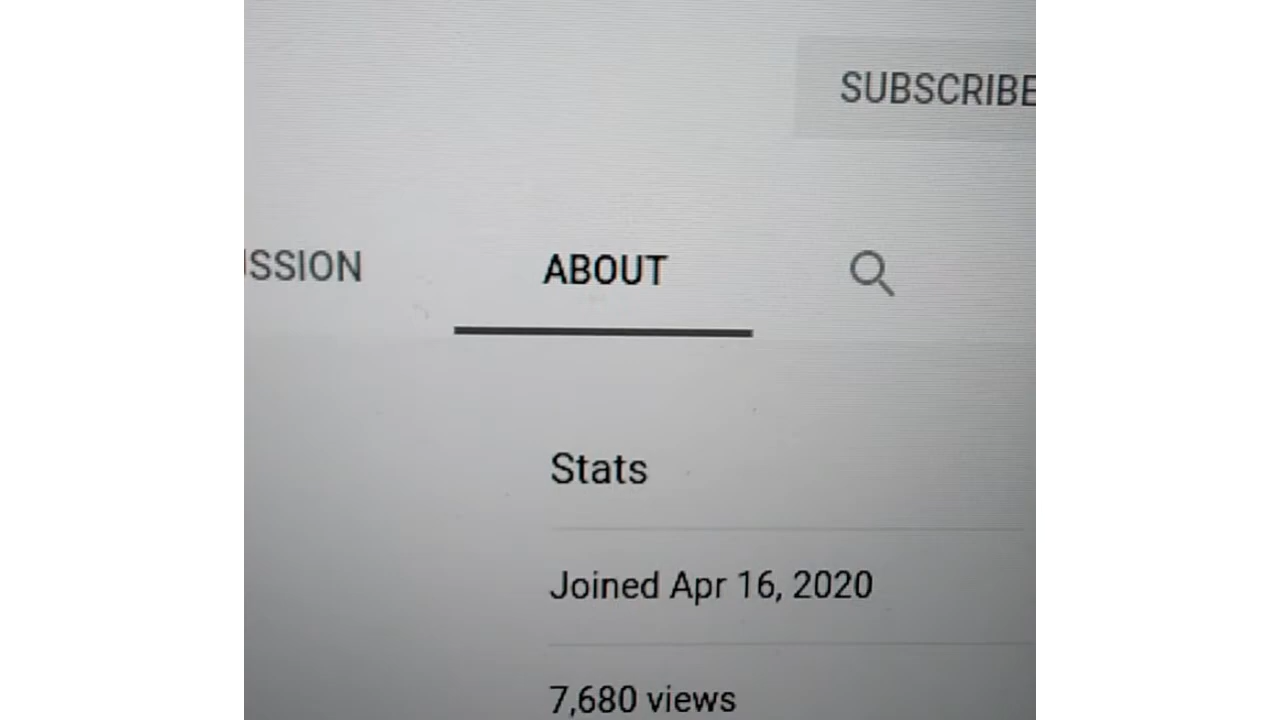 SUBSCRIBE
SSION
ABOUT
Stats
Joined Apr 16, 2020
7,680 views